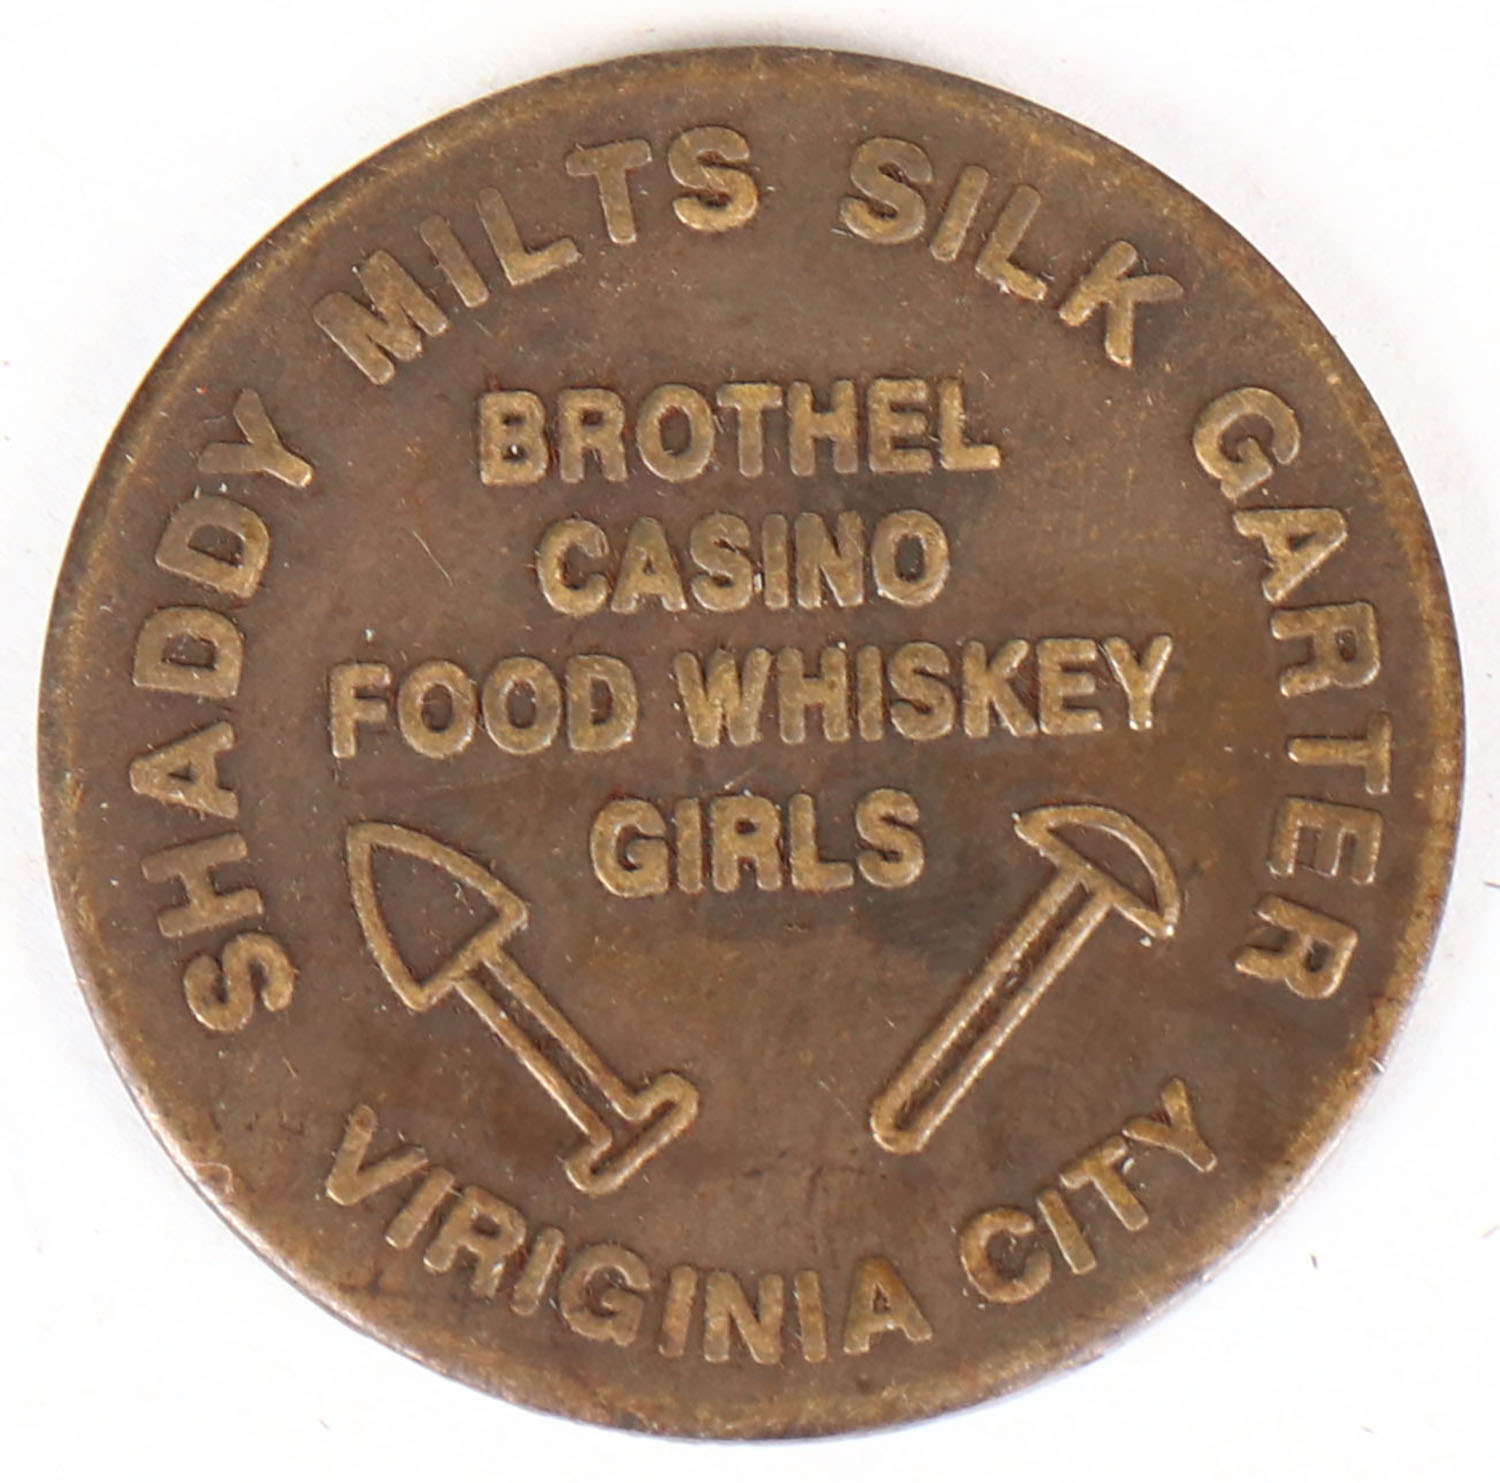 SHADDY MILTS SILK GARTER
BROTHEL
CASINO
FOOD WHISKEY
GIRLS
VIRIGINIA CITY